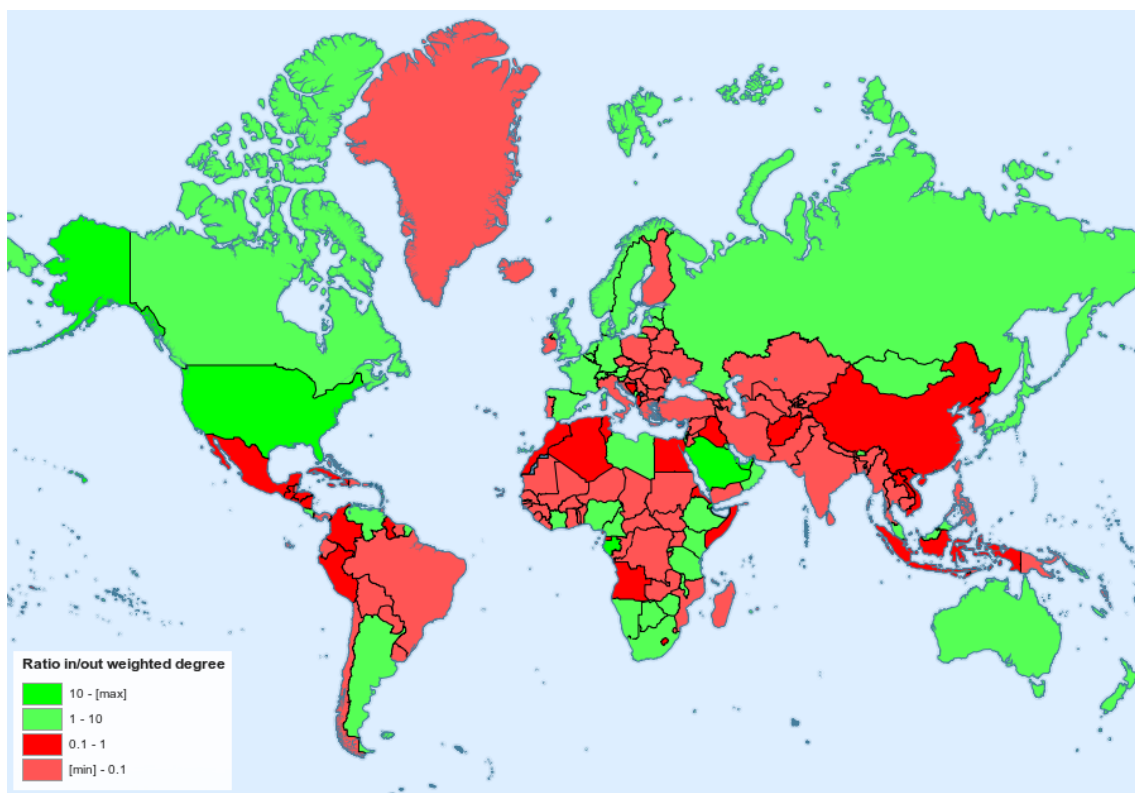 Ratio in/out weighted degree
10 - [max]
1 - 10
0.1 - 1
[min] - 0.1